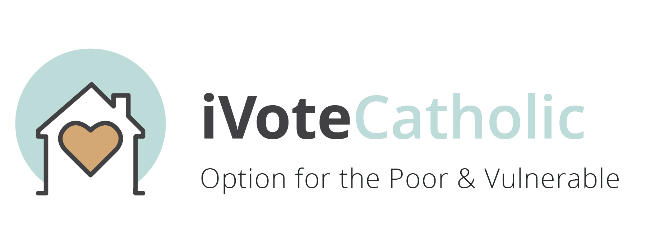 iVoteCatholic
Option for the Poor & Vulnerable